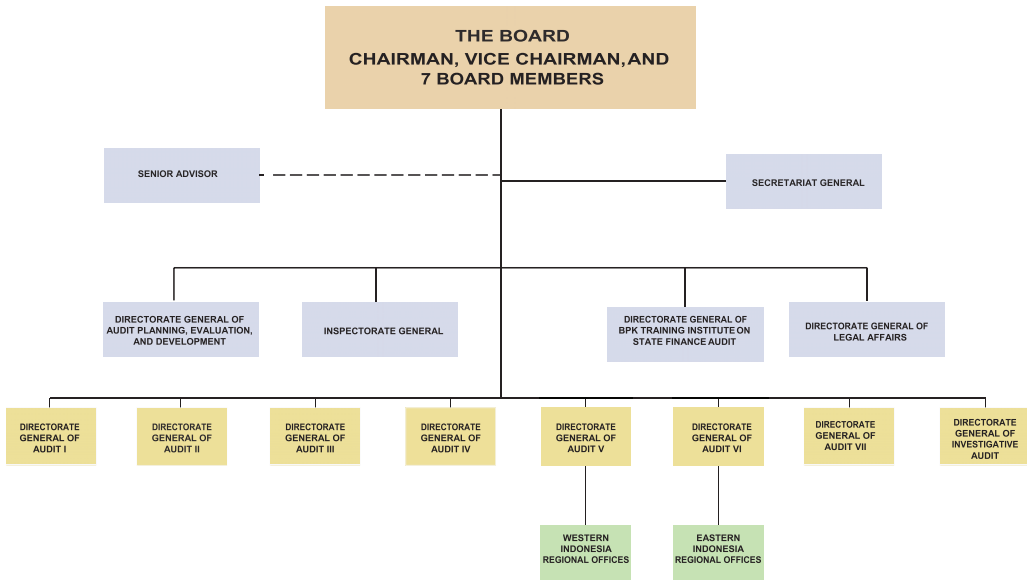 THE BOARD
CHAIRMAN, VICE CHAIRMAN, AND
7 BOARD MEMBERS
SENIOR ADVISOR
SECRETARIAT GENERAL
DIRECTORATE GENERAL OF
AUDIT PLANNING, EVALUATION,
AND DEVELOPMENT
INSPECTORATE GENERAL
DIRECTORATE GENERAL OF
BPK TRAINING INSTITUTE ON
STATE FINANCE AUDIT
DIRECTORATE GENERAL OF
LEGAL AFFAIRS
DIRECTORATE
GENERAL OF
AUDIT I
DIRECTORATE
GENERAL OF
AUDIT II
DIRECTORATE
GENERAL OF
AUDIT III
DIRECTORATE
GENERAL OF
AUDIT IV
DIRECTORATE
GENERAL OF
AUDIT V
DIRECTORATE
GENERAL OF
AUDIT VI
DIRECTORATE
GENERAL OF
AUDIT VII
DIRECTORATE
GENERAL OF
INVESTIGATIVE
AUDIT
WESTERN
INDONESIA
REGIONAL OFFICES
EASTERN
INDONESIA
REGIONAL OFFICES